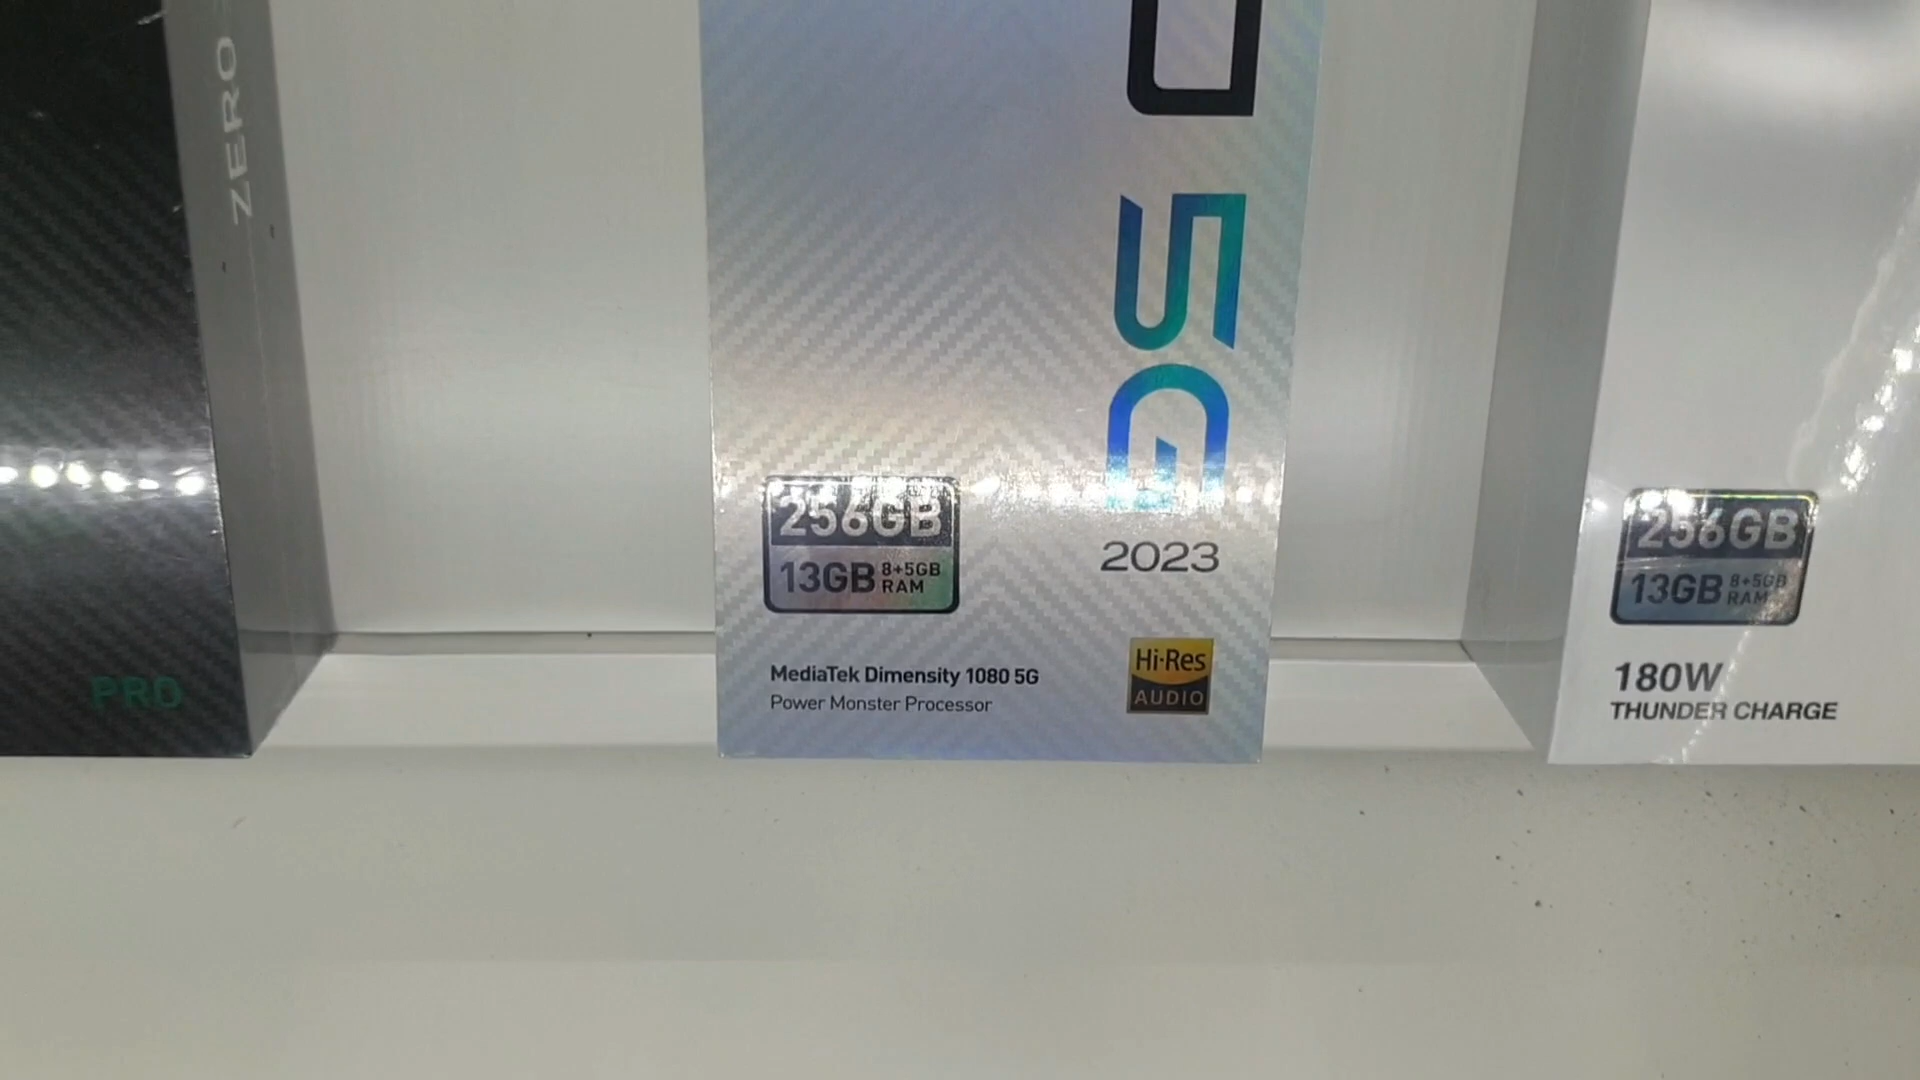 ZERO
PRO
5G
256GB
13GB 8+5GB RAM
2023
MediaTek Dimensity 1080 5G
Power Monster Processor
Hi-Res
AUDIO
256GB
13GB 8+5GB RAM
180W
THUNDER CHARGE